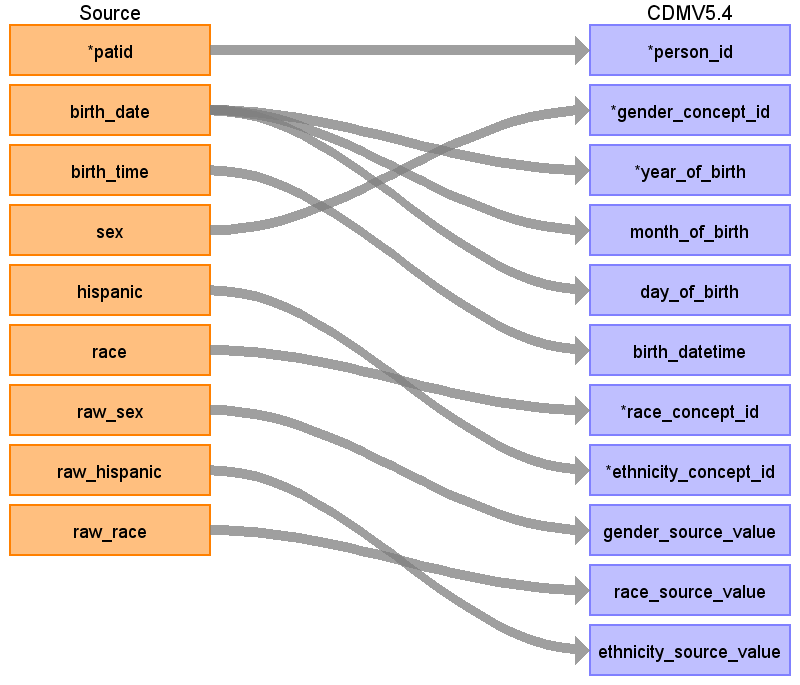 Source
CDMV5.4
*patid
*person_id
birth_date
*gender_concept_id
birth_time
*year_of_birth
sex
month_of_birth
hispanic
day_of_birth
race
birth_datetime
raw_sex
*race_concept_id
raw_hispanic
*ethnicity_concept_id
raw_race
gender_source_value
race_source_value
ethnicity_source_value